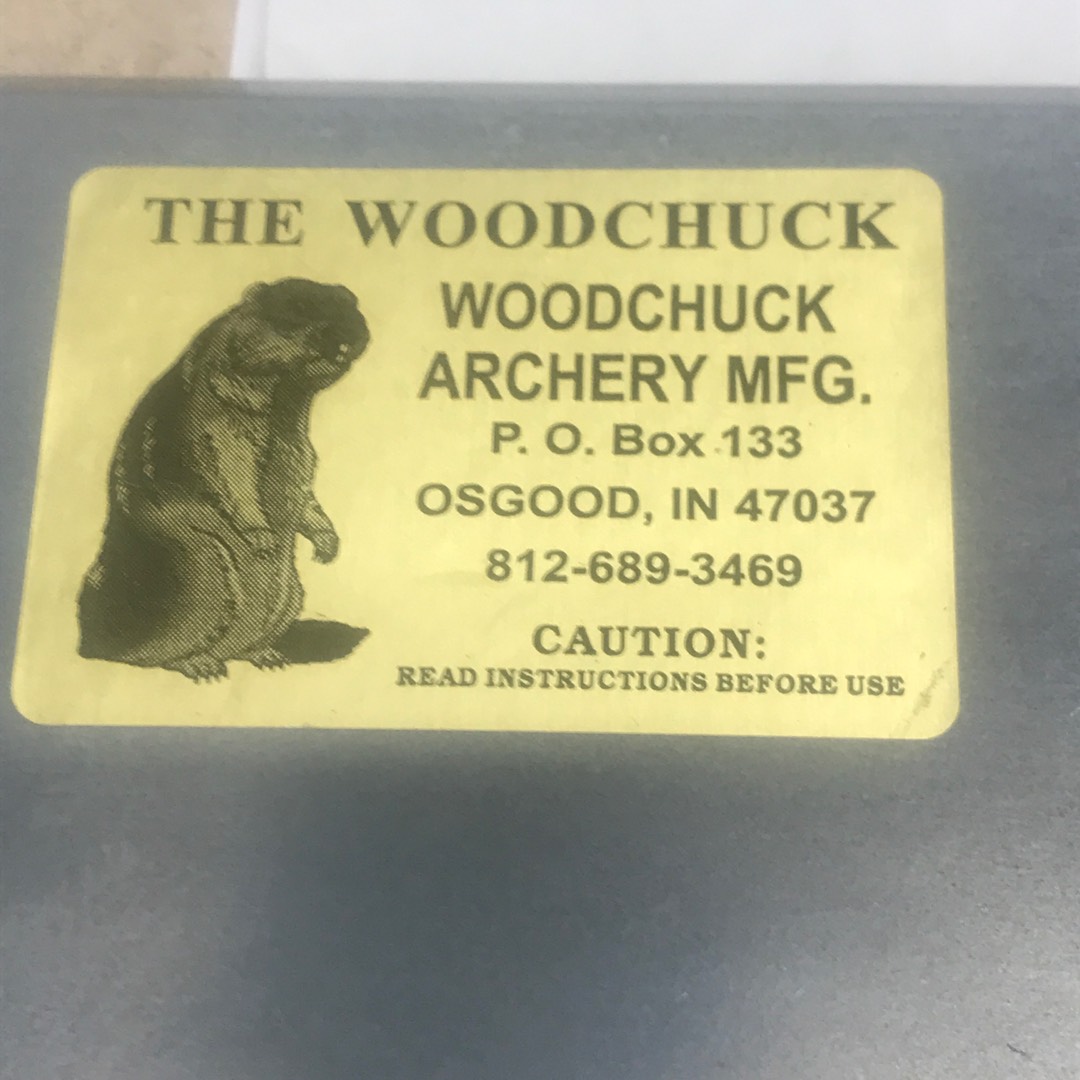 THE WOODCHUCK
WOODCHUCK
ARCHERY MFG.
P. O. Box 133
OSGOOD, IN 47037
812-689-3469
CAUTION:
READ INSTRUCTIONS BEFORE USE